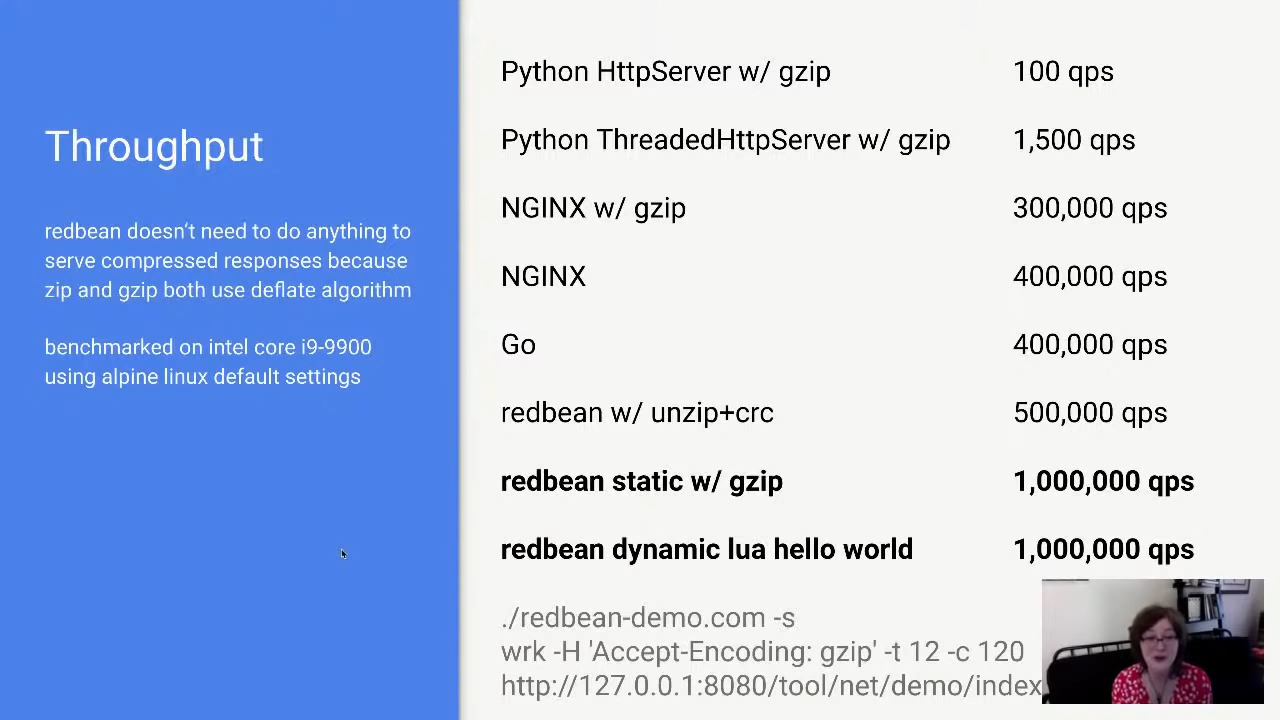 Throughput
redbean doesn't need to do anything to
serve compressed responses because
zip and gzip both use deflate algorithm
benchmarked on intel core i9-9900
using alpine linux default settings
Python HttpServer w/ gzip 100 qps
Python ThreadedHttpServer w/ gzip 1,500 qps
NGINX w/ gzip 300,000 qps
NGINX 400,000 qps
Go 400,000 qps
redbean w/ unzip+crc 500,000 qps
redbean static w/ gzip 1,000,000 qps
redbean dynamic lua hello world 1,000,000 qps
./redbean-demo.com -s
wrk -H 'Accept-Encoding: gzip' -t 12 -c 120
http://127.0.0.1:8080/tool/net/demo/index